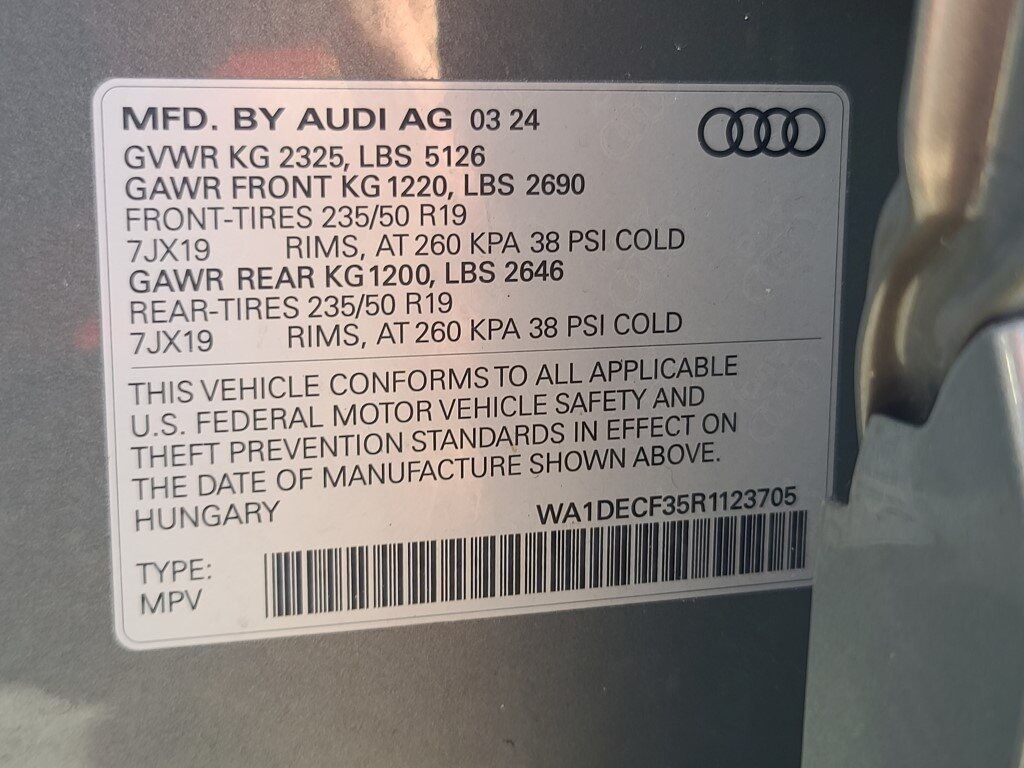 MFD. BY AUDI AG 03 24
GVWR KG 2325, LBS 5126
GAWR FRONT KG 1220, LBS 2690
FRONT-TIRES 235/50 R19
7JX19 RIMS, AT 260 KPA 38 PSI COLD
GAWR REAR KG 1200, LBS 2646
REAR-TIRES 235/50 R19
7JX19 RIMS, AT 260 KPA 38 PSI COLD
THIS VEHICLE CONFORMS TO ALL APPLICABLE
U.S. FEDERAL MOTOR VEHICLE SAFETY AND
THEFT PREVENTION STANDARDS IN EFFECT ON
THE DATE OF MANUFACTURE SHOWN ABOVE.
HUNGARY WA1DECF35R1123705
TYPE:
MPV